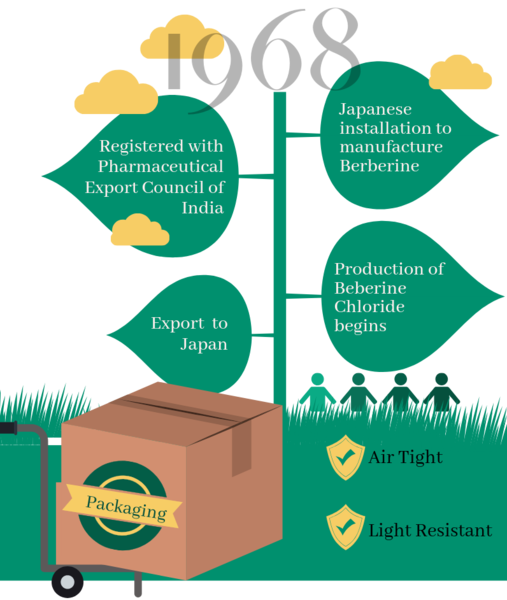 1968
Japanese
installation to
manufacture
Berberine
Registered with
Pharmaceutical
Export Council of
India
Production of
Beberine
Chloride
begins
Export to
Japan
Air Tight
Packaging
Light Resistant